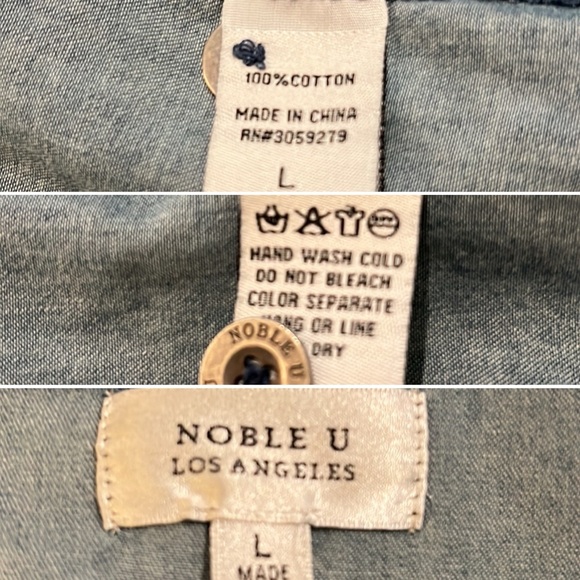 100%COTTON
MADE IN CHINA
RN#3059279
L
HAND WASH COLD
DO NOT BLEACH
COLOR SEPARATE
HANG OR LINE
DRY
NOBLE U
NOBLE U
LOS ANGELES
L
MADE